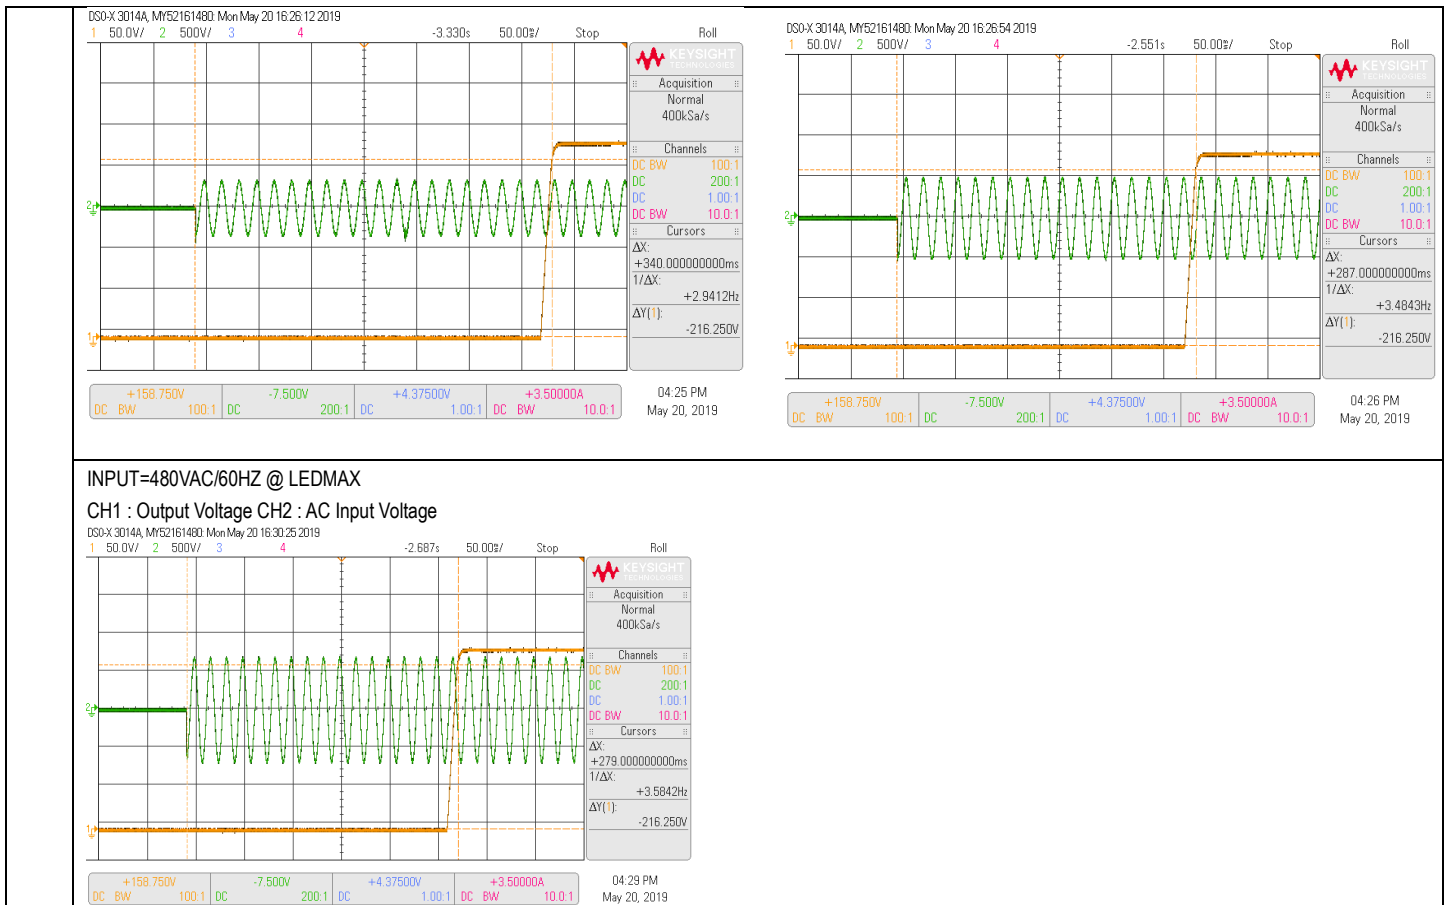 DSO-X 3014A, MY52161480: Mon May 20 16:26:12 2019
1 50.0V/ 2 500V/ 3 4 -3.330s 50.00%/ Stop Roll
KEYSIGHT
TECHNOLOGIES
Acquisition
Normal
400kSa/s
Channels
DC BW 100:1
DC 200:1
DC 1.00:1
DC BW 10.0:1
Cursors
ΔX:
+340.000000000ms
1/ΔX:
+2.9412Hz
ΔY(1):
-216.250V
+158.750V -7.500V +4.37500V +3.50000A
DC BW 100:1 DC 200:1 DC 1.00:1 DC BW 10.0:1
04:25 PM
May 20, 2019
DSO-X 3014A, MY52161480: Mon May 20 16:26:54 2019
1 50.0V/ 2 500V/ 3 4 -2.551s 50.00%/ Stop Roll
KEYSIGHT
TECHNOLOGIES
Acquisition
Normal
400kSa/s
Channels
DC BW 100:1
DC 200:1
DC 1.00:1
DC BW 10.0:1
Cursors
ΔX:
+287.000000000ms
1/ΔX:
+3.4843Hz
ΔY(1):
-216.250V
+158.750V -7.500V +4.37500V +3.50000A
DC BW 100:1 DC 200:1 DC 1.00:1 DC BW 10.0:1
04:26 PM
May 20, 2019
INPUT=480VAC/60HZ @ LEDMAX
CH1 : Output Voltage CH2 : AC Input Voltage
DSO-X 3014A, MY52161480: Mon May 20 16:30:25 2019
1 50.0V/ 2 500V/ 3 4 -2.687s 50.00%/ Stop Roll
KEYSIGHT
TECHNOLOGIES
Acquisition
Normal
400kSa/s
Channels
DC BW 100:1
DC 200:1
DC 1.00:1
DC BW 10.0:1
Cursors
ΔX:
+279.000000000ms
1/ΔX:
+3.5842Hz
ΔY(1):
-216.250V
+158.750V -7.500V +4.37500V +3.50000A
DC BW 100:1 DC 200:1 DC 1.00:1 DC BW 10.0:1
04:29 PM
May 20, 2019